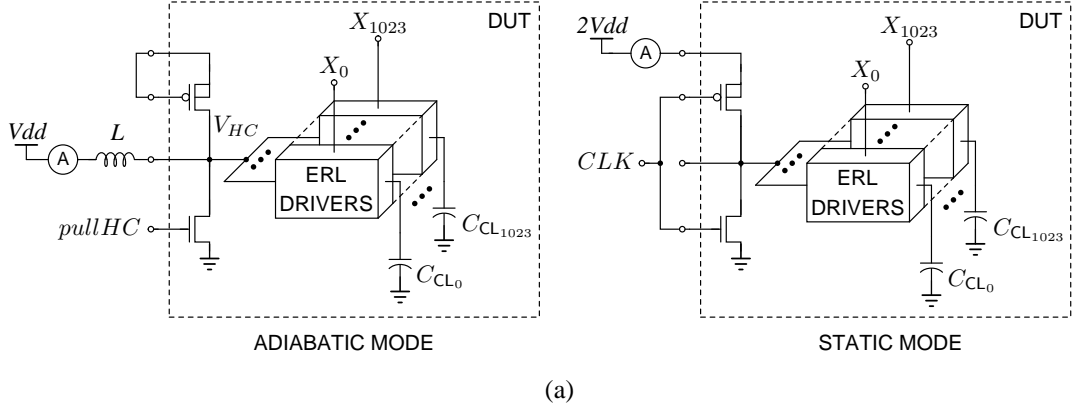 DUT
X1023
X0
VHC
Vdd
L
A
pullHC
ERL
DRIVERS
CCL1023
CCL0
ADIABATIC MODE
DUT
2Vdd
A
X1023
X0
CLK
ERL
DRIVERS
CCL1023
CCL0
STATIC MODE
(a)